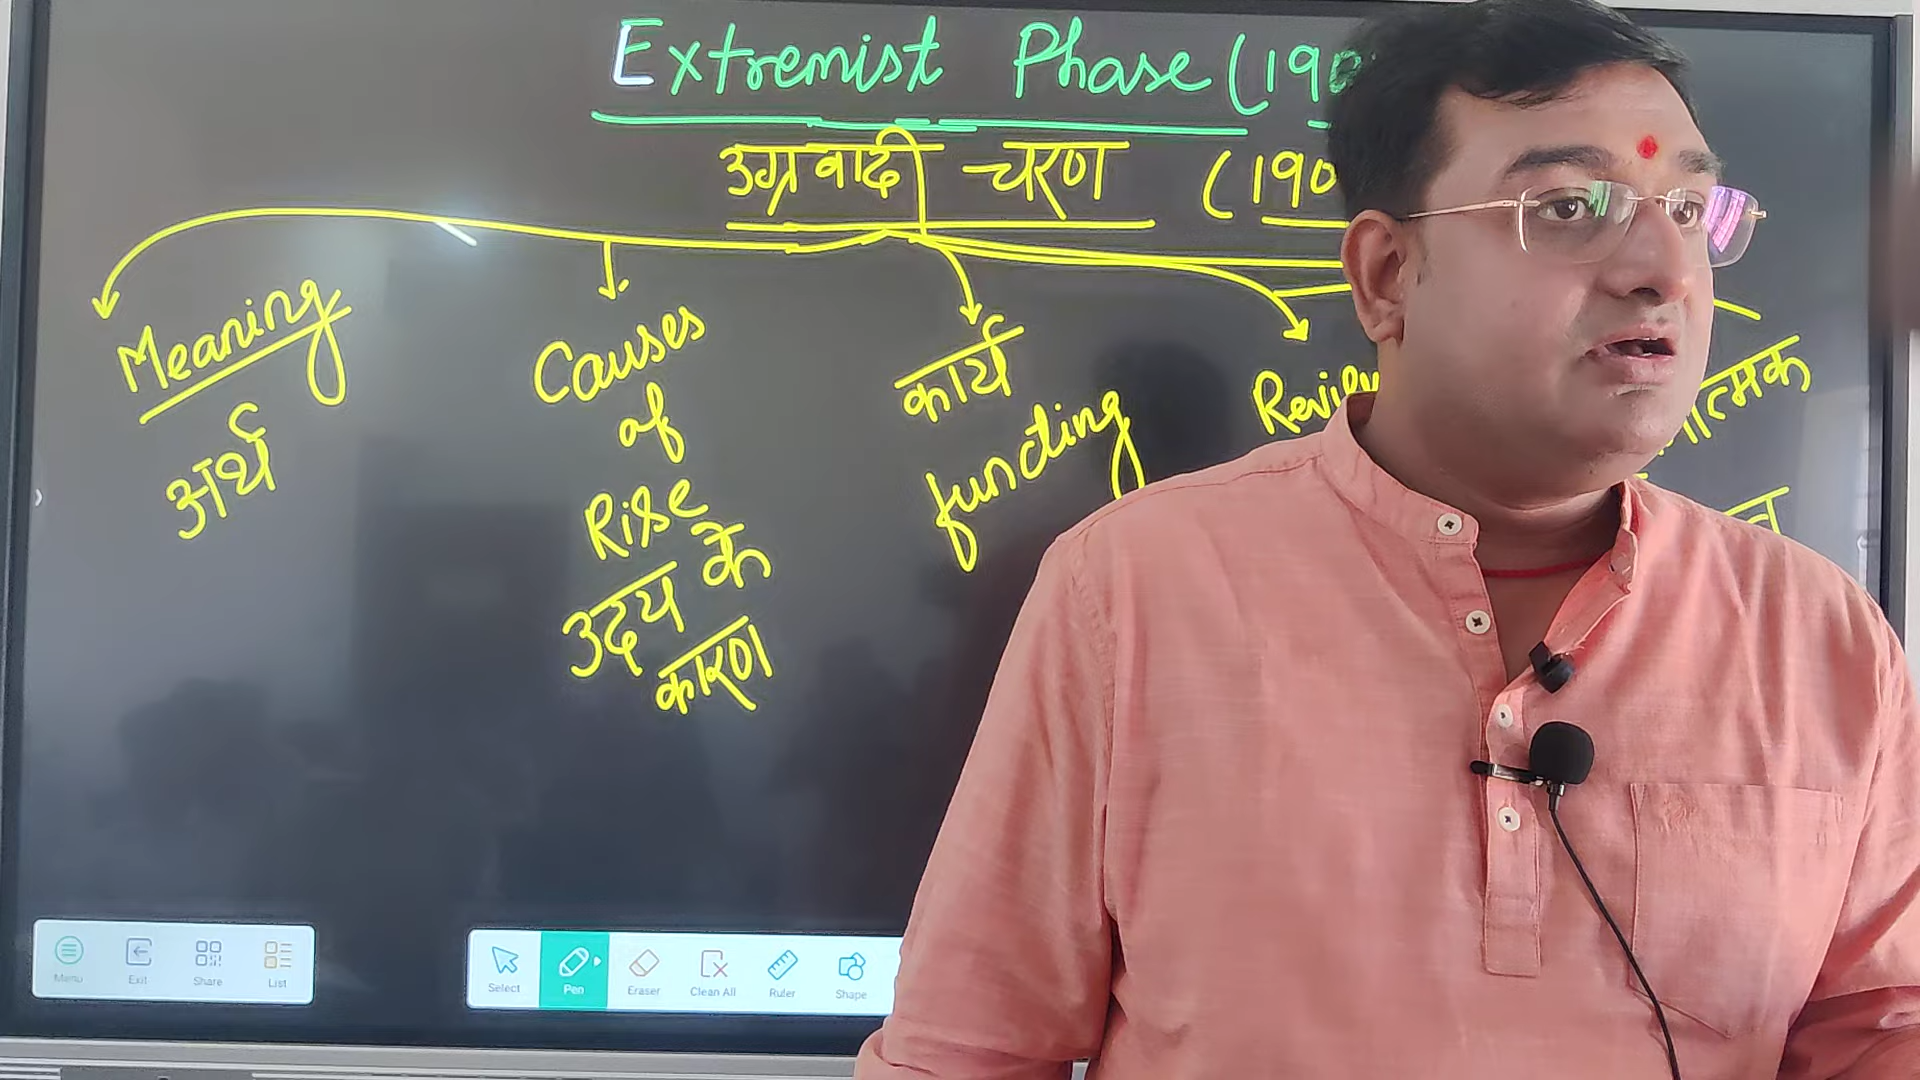 Extremist Phase (190
उग्रवादी चरण (190
Meaning
अर्थ
Causes
of
Rise
उदय के
कारण
कार्य
functing
Menu
Exit
Share
List
Select
Pen
Eraser
Clean All
Ruler
Shape